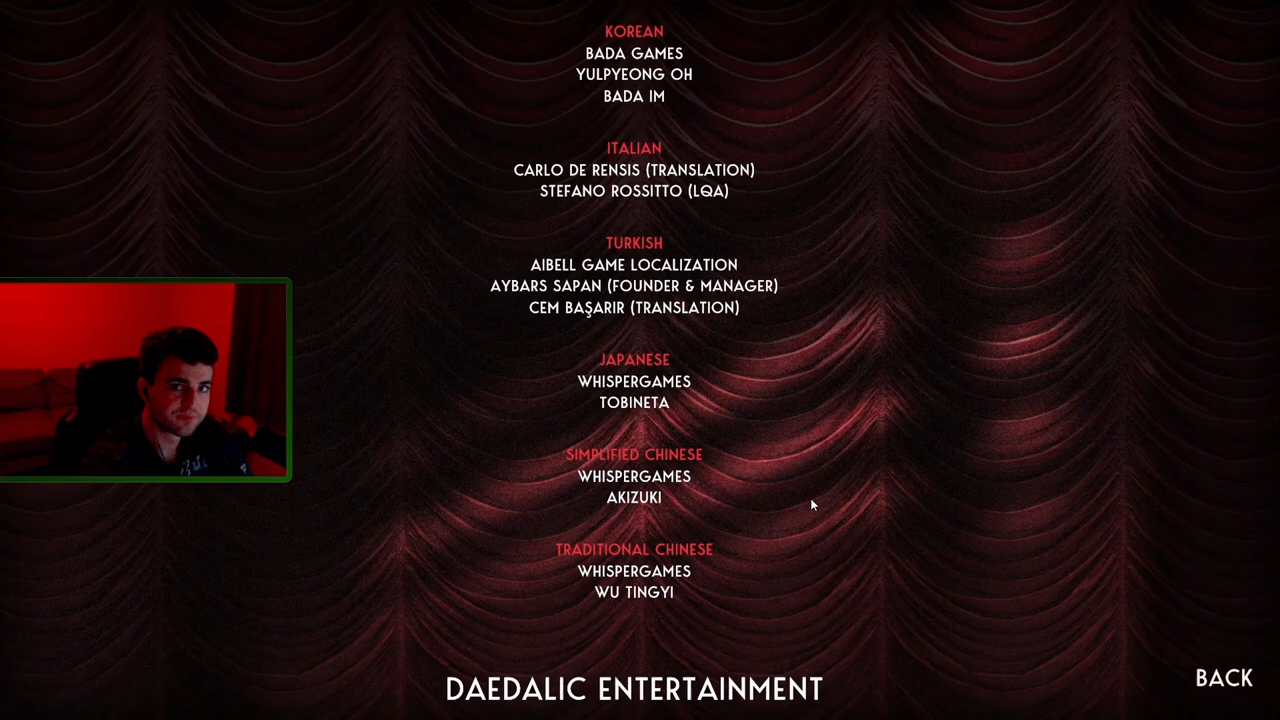 KOREAN
BADA GAMES
YULPYEONG OH
BADA IM
ITALIAN
CARLO DE RENSIS (TRANSLATION)
STEFANO ROSSITTO (LQA)
TURKISH
AIBELL GAME LOCALIZATION
AYBARS SAPAN (FOUNDER & MANAGER)
CEM BAŞARIR (TRANSLATION)
JAPANESE
WHISPERGAMES
TOBINETA
SIMPLIFIED CHINESE
WHISPERGAMES
AKIZUKI
TRADITIONAL CHINESE
WHISPERGAMES
WU TINGYI
DAEDALIC ENTERTAINMENT
BACK